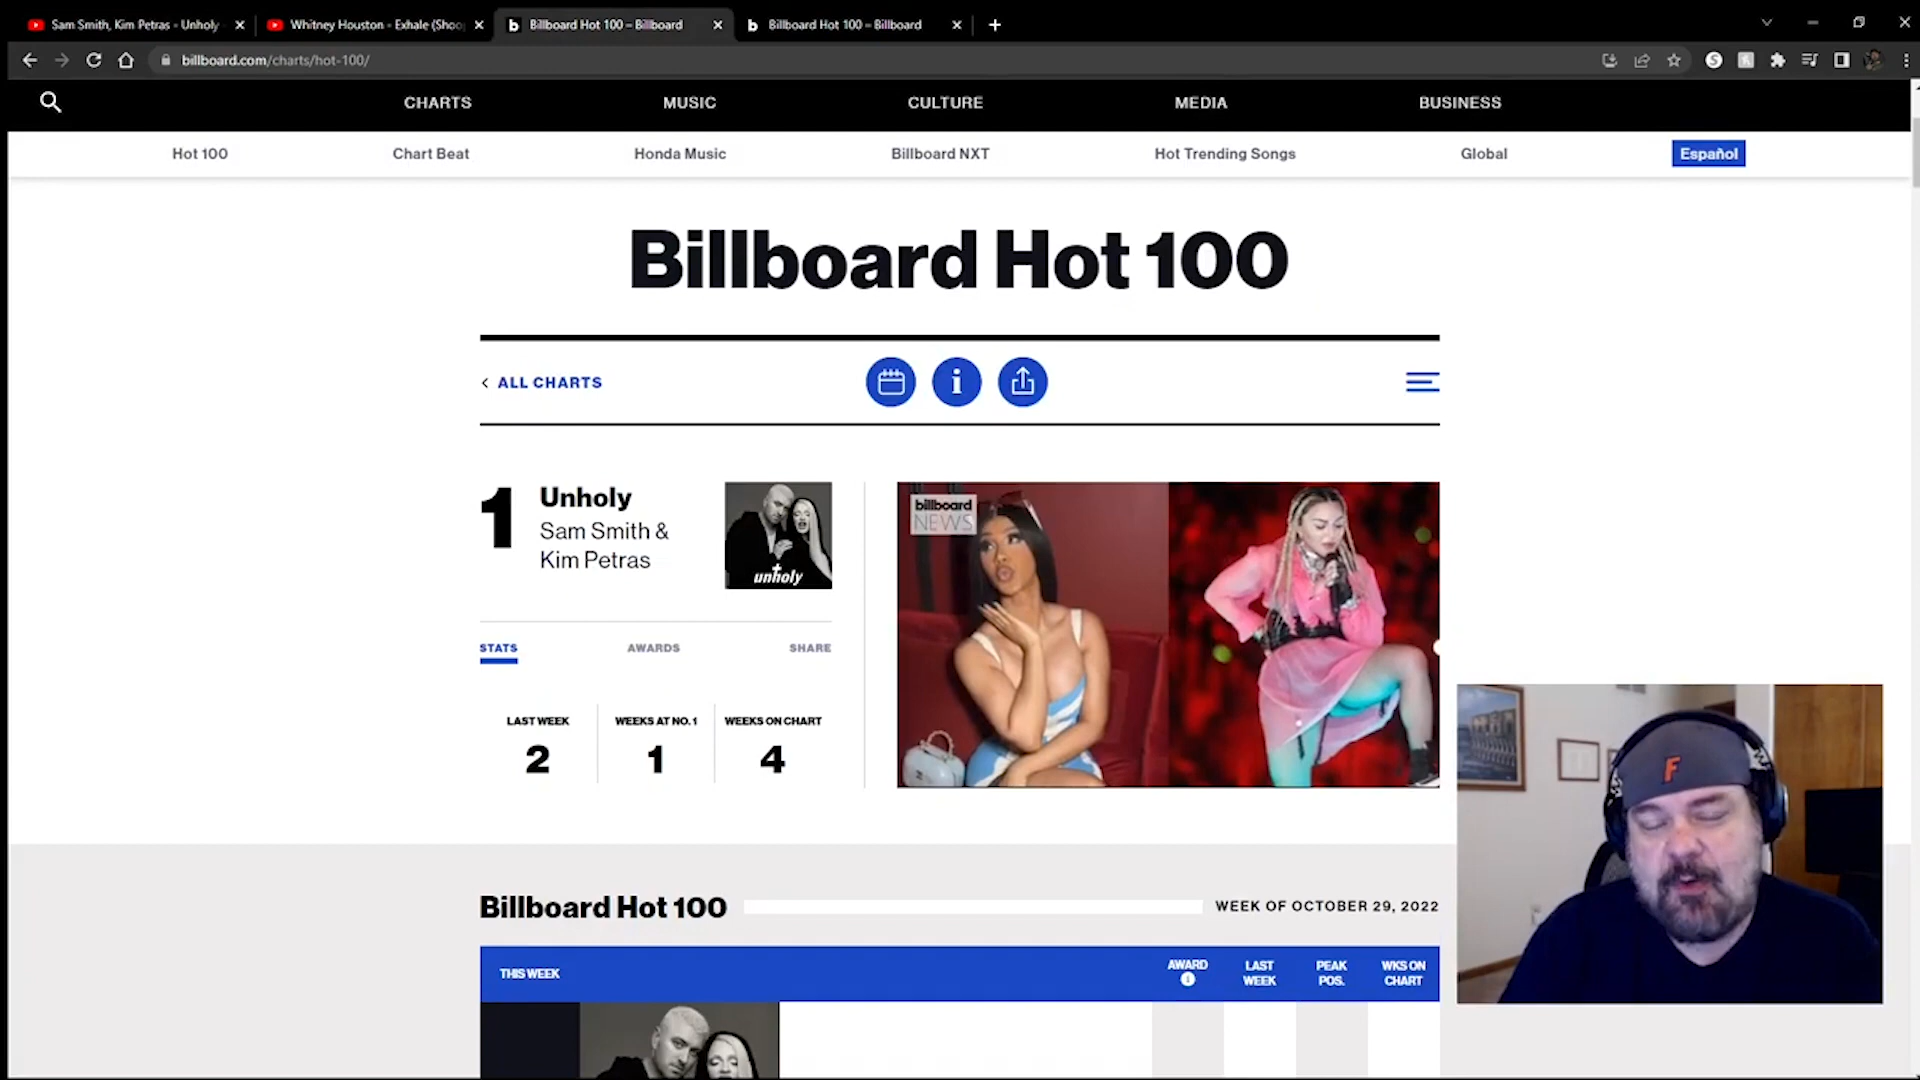 Sam Smith, Kim Petras - Unholy
Whitney Houston - Exhale (Shoo
Billboard Hot 100 – Billboard
Billboard Hot 100 – Billboard
billboard.com/charts/hot-100/
CHARTS MUSIC CULTURE MEDIA BUSINESS
Hot 100 Chart Beat Honda Music Billboard NXT Hot Trending Songs Global Español
Billboard Hot 100
ALL CHARTS
1 Unholy
Sam Smith &
Kim Petras
unholy
billboard
NEWS
STATS AWARDS SHARE
LAST WEEK WEEKS AT NO. 1 WEEKS ON CHART
2 1 4
Billboard Hot 100 WEEK OF OCTOBER 29, 2022
THIS WEEK
AWARD LAST WEEK PEAK POS. WKS ON CHART
F